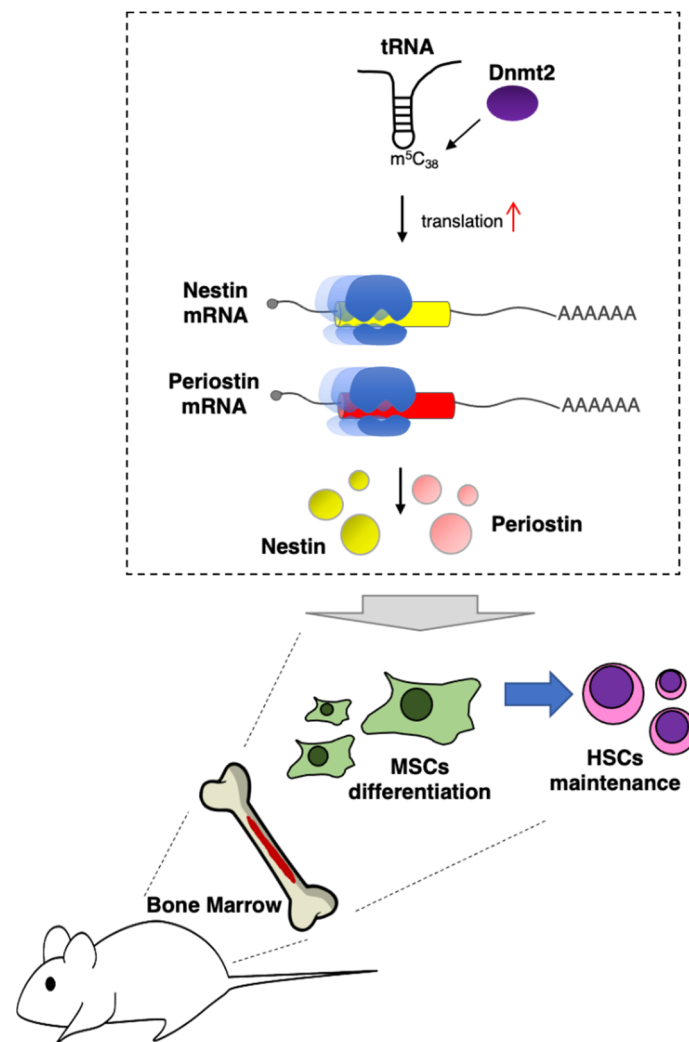 tRNA
Dnmt2
m⁵C₃₈
translation
Nestin
mRNA
AAAAAA
Periostin
mRNA
AAAAAA
Nestin
Periostin
MSCs
differentiation
HSCs
maintenance
Bone Marrow